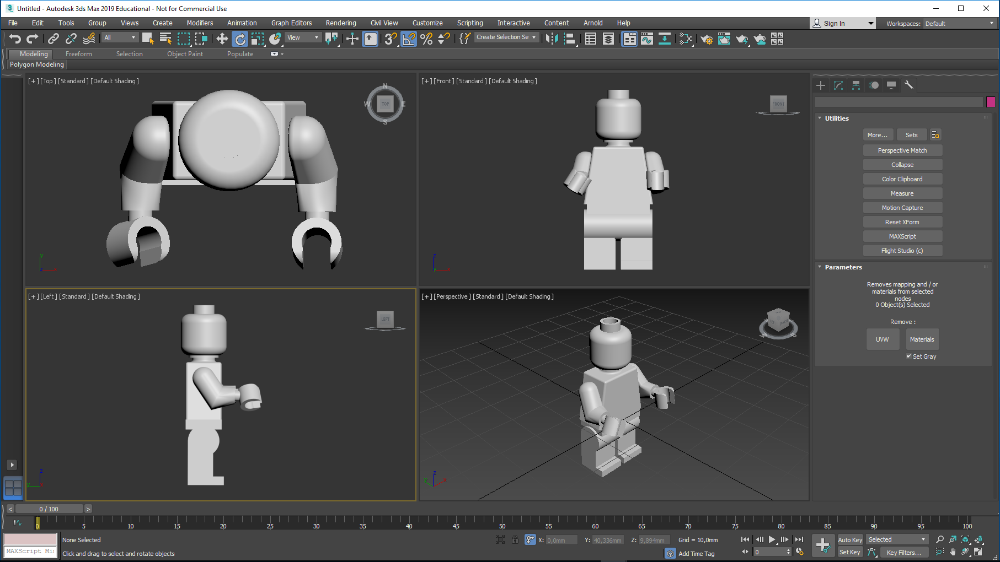 Untitled - Autodesk 3ds Max 2019 Educational - Not for Commercial Use
File Edit Tools Group Views Create Modifiers Animation Graph Editors Rendering Civil View Customize Scripting Interactive Content Arnold Help Sign In Workspaces: Default
All View Create Selection Se
Modeling Freeform Selection Object Paint Populate
Polygon Modeling
[+] [Top] [Standard] [Default Shading]
N
W TOP E
S
y
z x
[+] [Front] [Standard] [Default Shading]
FRONT
z
y x
[+] [Left] [Standard] [Default Shading]
LEFT
z
y
[+] [Perspective] [Standard] [Default Shading]
z
y x
Utilities
More... Sets
Perspective Match
Collapse
Color Clipboard
Measure
Motion Capture
Reset XForm
MAXScript
Flight Studio (c)
Parameters
Removes mapping and / or
materials from selected
nodes
0 Object(s) Selected
Remove :
UVW Materials
Set Gray
< 0 / 100 >
0 5 10 15 20 25 30 35 40 45 50 55 60 65 70 75 80 85 90 95 100
None Selected X: 0,0mm Y: 40,336mm Z: 9,894mm Grid = 10,0mm Auto Key Selected
MAXScript Mi
Click and drag to select and rotate objects Add Time Tag 0 Set Key Key Filters...